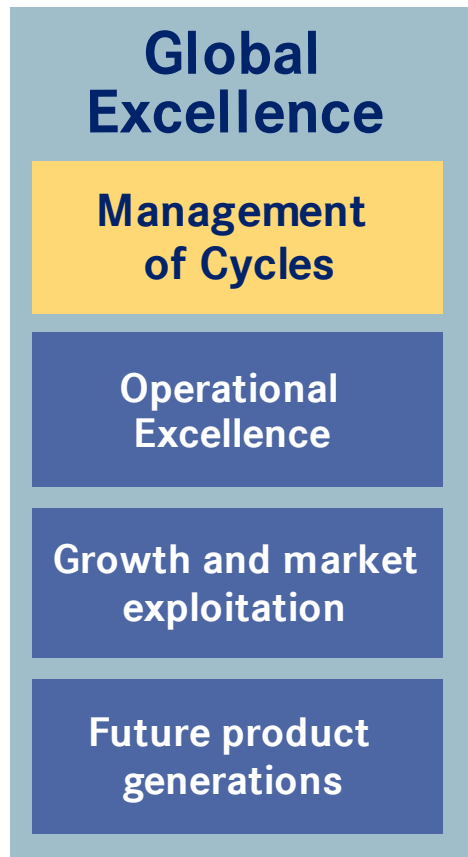 Global
Excellence
Management
of Cycles
Operational
Excellence
Growth and market
exploitation
Future product
generations